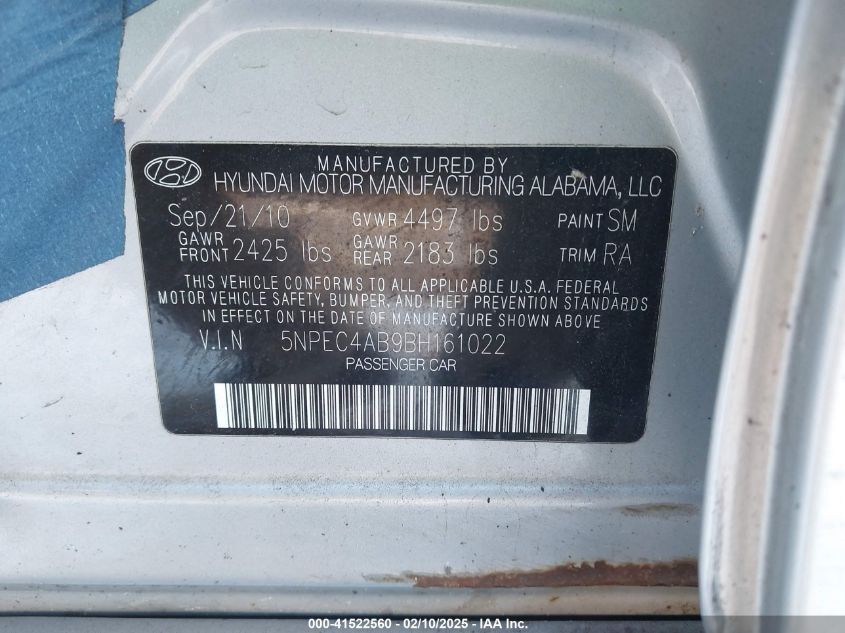 MANUFACTURED BY
HYUNDAI MOTOR MANUFACTURING ALABAMA, LLC
Sep/21/10 GVWR 4497 lbs PAINT SM
GAWR FRONT 2425 lbs GAWR REAR 2183 lbs TRIM RA
THIS VEHICLE CONFORMS TO ALL APPLICABLE U.S.A. FEDERAL
MOTOR VEHICLE SAFETY, BUMPER, AND THEFT PREVENTION STANDARDS
IN EFFECT ON THE DATE OF MANUFACTURE SHOWN ABOVE
V.I.N 5NPEC4AB9BH161022
PASSENGER CAR
000-41522560 - 02/10/2025 - IAA Inc.